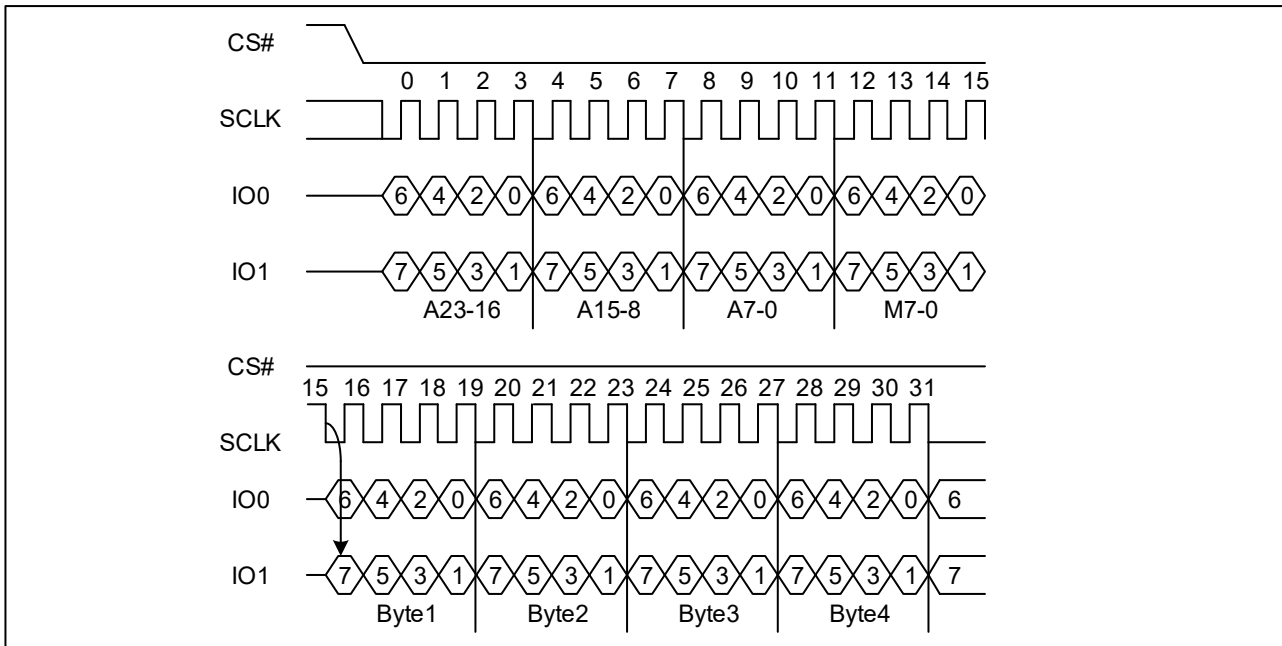 CS#
0 1 2 3 4 5 6 7 8 9 10 11 12 13 14 15
SCLK
IO0 6 4 2 0 6 4 2 0 6 4 2 0 6 4 2 0
IO1 7 5 3 1 7 5 3 1 7 5 3 1 7 5 3 1
A23-16 A15-8 A7-0 M7-0
CS#
15 16 17 18 19 20 21 22 23 24 25 26 27 28 29 30 31
SCLK
IO0 6 4 2 0 6 4 2 0 6 4 2 0 6 4 2 0 6
IO1 7 5 3 1 7 5 3 1 7 5 3 1 7 5 3 1 7
Byte1 Byte2 Byte3 Byte4